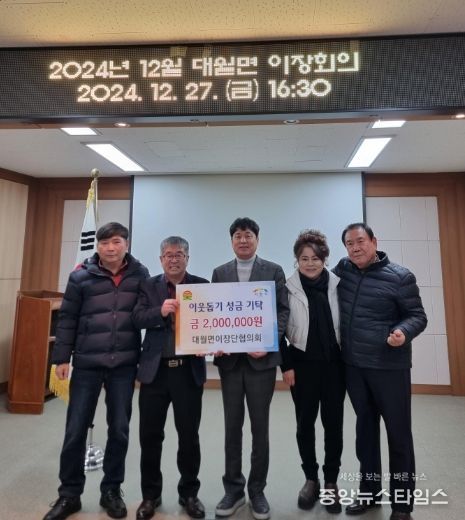 2024년 12월 대월면 이장회의
2024. 12. 27. (금) 16:30
이웃돕기 성금 기탁
금 2,000,000원
대월면이장단협의회
세상을 보는 발 빠른 뉴스
중앙뉴스타임스